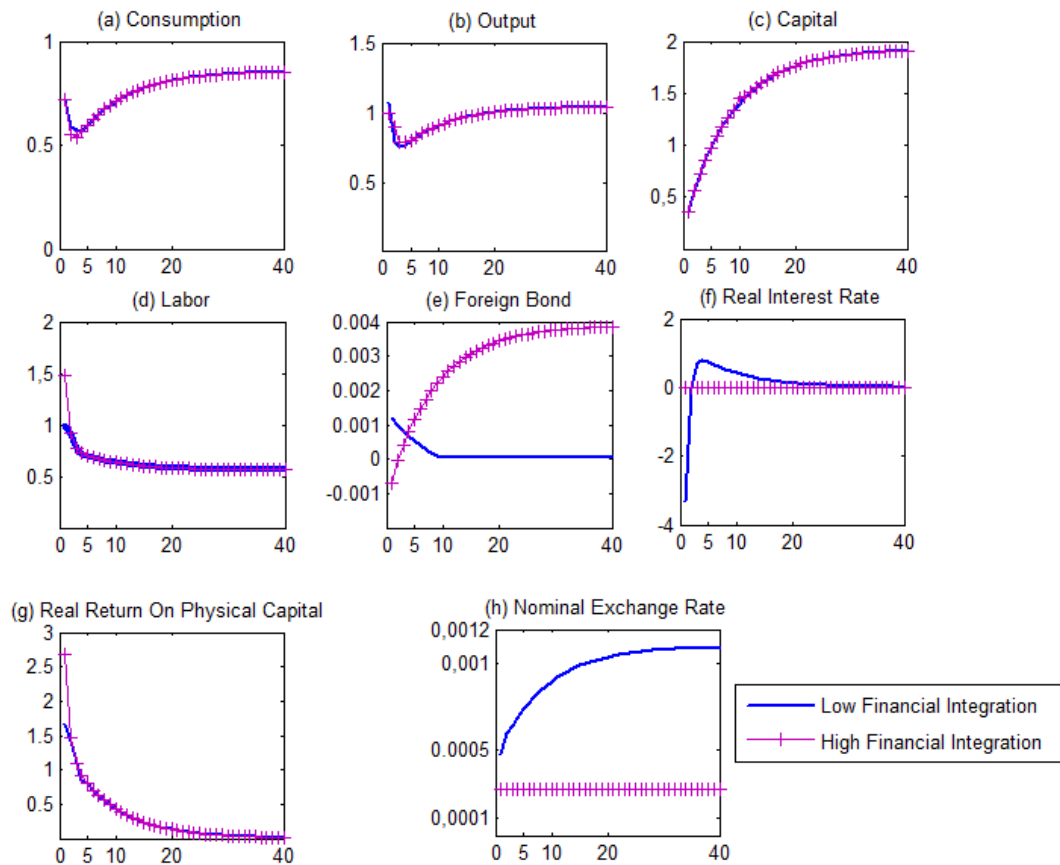 (a) Consumption
1
0.5
0
0 5 10 20 40
(b) Output
1.5
1
0.5
0 5 10 20 40
(c) Capital
2
1.5
1
0,5
0 5 10 20 40
(d) Labor
2
1,5
1
0.5
0 5 10 20 40
(e) Foreign Bond
0.004
0.003
0.002
0.001
0
-0.001
0 5 10 20 40
(f) Real Interest Rate
2
0
-2
-4
0 5 10 20 40
(g) Real Return On Physical Capital
3
2.5
2
1.5
1
0.5
0 5 10 20 40
(h) Nominal Exchange Rate
0,0012
0,001
0.0005
0,0001
0 5 10 20 40
Low Financial Integration
High Financial Integration